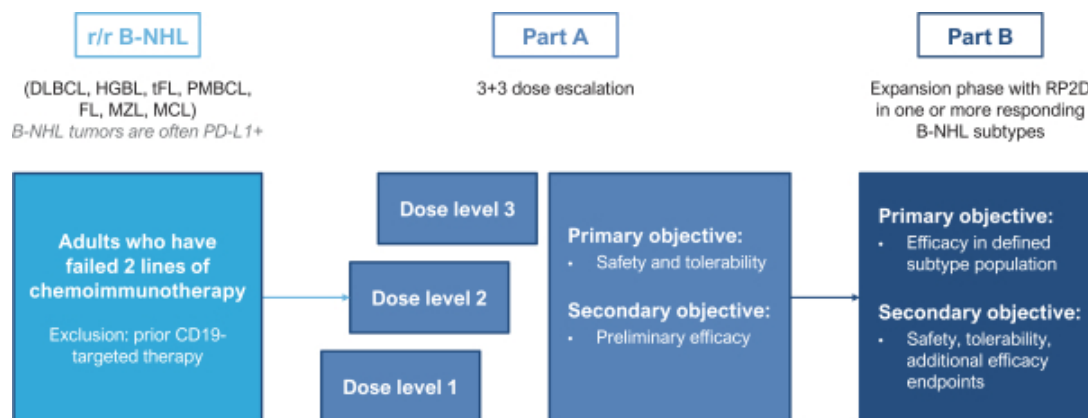 r/r B-NHL
(DLBCL, HGBL, tFL, PMBCL,
FL, MZL, MCL)
B-NHL tumors are often PD-L1+
Adults who have
failed 2 lines of
chemoimmunotherapy
Exclusion: prior CD19-
targeted therapy
Part A
3+3 dose escalation
Dose level 3
Dose level 2
Dose level 1
Primary objective:
• Safety and tolerability
Secondary objective:
• Preliminary efficacy
Part B
Expansion phase with RP2D
in one or more responding
B-NHL subtypes
Primary objective:
• Efficacy in defined
subtype population
Secondary objective:
• Safety, tolerability,
additional efficacy
endpoints